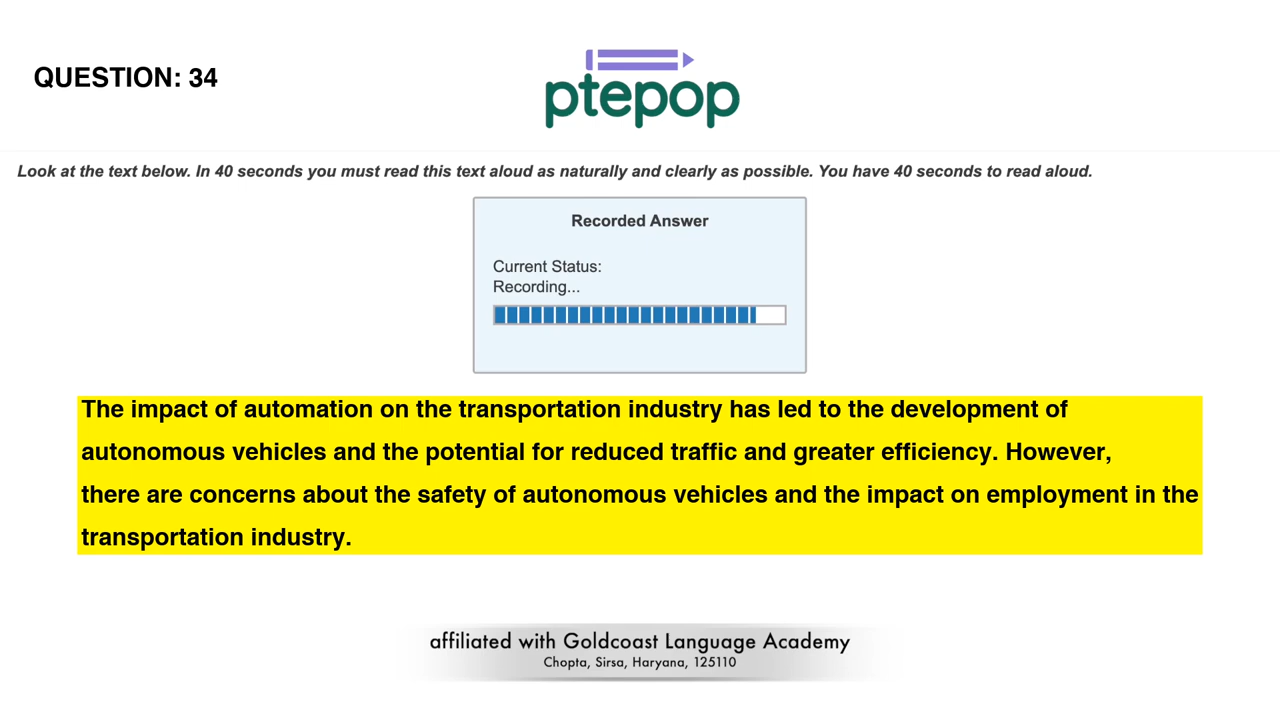 QUESTION: 34
ptepop
Look at the text below. In 40 seconds you must read this text aloud as naturally and clearly as possible. You have 40 seconds to read aloud.
Recorded Answer
Current Status:
Recording...
The impact of automation on the transportation industry has led to the development of
autonomous vehicles and the potential for reduced traffic and greater efficiency. However,
there are concerns about the safety of autonomous vehicles and the impact on employment in the
transportation industry.
affiliated with Goldcoast Language Academy
Chopta, Sirsa, Haryana, 125110